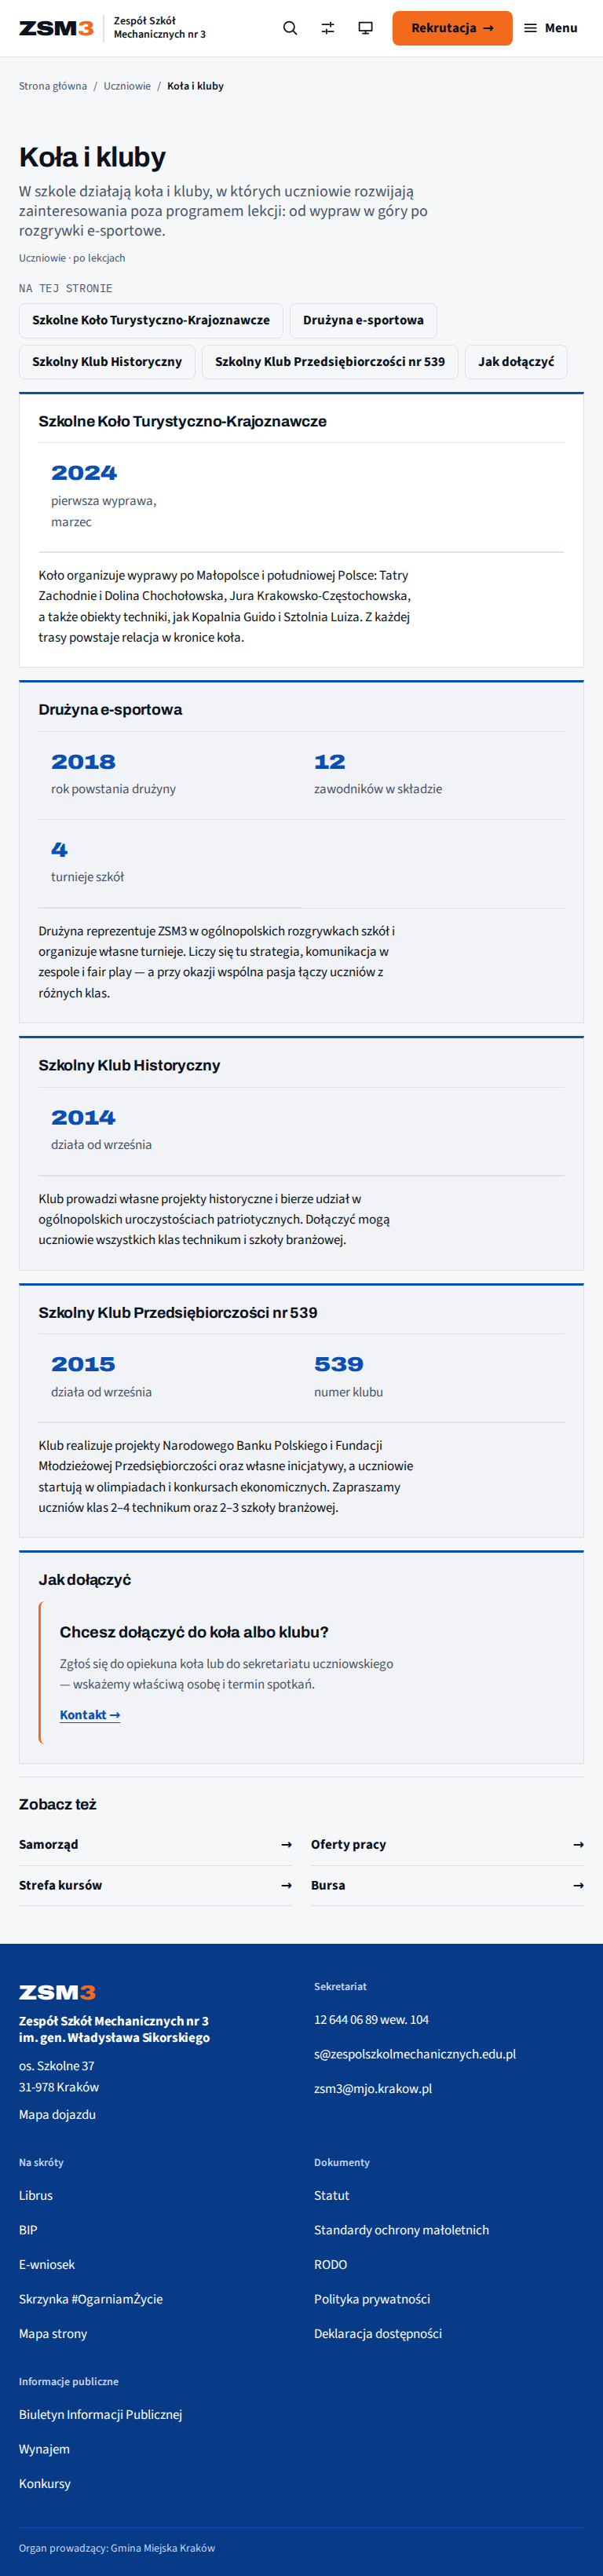 ZSM3
Zespół Szkół
Mechanicznych nr 3
Rekrutacja →
Menu
Strona główna / Uczniowie / Koła i kluby
Koła i kluby
W szkole działają koła i kluby, w których uczniowie rozwijają
zainteresowania poza programem lekcji: od wypraw w góry po
rozgrywki e-sportowe.
Uczniowie · po lekcjach
NA TEJ STRONIE
Szkolne Koło Turystyczno-Krajoznawcze
Drużyna e-sportowa
Szkolny Klub Historyczny
Szkolny Klub Przedsiębiorczości nr 539
Jak dołączyć
Szkolne Koło Turystyczno-Krajoznawcze
2024
pierwsza wyprawa,
marzec
Koło organizuje wyprawy po Małopolsce i południowej Polsce: Tatry
Zachodnie i Dolina Chochołowska, Jura Krakowsko-Częstochowska,
a także obiekty techniki, jak Kopalnia Guido i Sztolnia Luiza. Z każdej
trasy powstaje relacja w kronice koła.
Drużyna e-sportowa
2018
rok powstania drużyny
12
zawodników w składzie
4
turnieje szkół
Drużyna reprezentuje ZSM3 w ogólnopolskich rozgrywkach szkół i
organizuje własne turnieje. Liczy się tu strategia, komunikacja w
zespole i fair play — a przy okazji wspólna pasja łączy uczniów z
różnych klas.
Szkolny Klub Historyczny
2014
działa od września
Klub prowadzi własne projekty historyczne i bierze udział w
ogólnopolskich uroczystościach patriotycznych. Dołączyć mogą
uczniowie wszystkich klas technikum i szkoły branżowej.
Szkolny Klub Przedsiębiorczości nr 539
2015
działa od września
539
numer klubu
Klub realizuje projekty Narodowego Banku Polskiego i Fundacji
Młodzieżowej Przedsiębiorczości oraz własne inicjatywy, a uczniowie
startują w olimpiadach i konkursach ekonomicznych. Zapraszamy
uczniów klas 2–4 technikum oraz 2–3 szkoły branżowej.
Jak dołączyć
Chcesz dołączyć do koła albo klubu?
Zgłoś się do opiekuna koła lub do sekretariatu uczniowskiego
— wskażemy właściwą osobę i termin spotkań.
Kontakt →
Zobacz też
Samorząd →
Oferty pracy →
Strefa kursów →
Bursa →
ZSM3
Zespół Szkół Mechanicznych nr 3
im. gen. Władysława Sikorskiego
os. Szkolne 37
31-978 Kraków
Mapa dojazdu
Sekretariat
12 644 06 89 wew. 104
s@zespolszkolmechanicznych.edu.pl
zsm3@mjo.krakow.pl
Na skróty
Librus
BIP
E-wniosek
Skrzynka #OgarniamŻycie
Mapa strony
Dokumenty
Statut
Standardy ochrony małoletnich
RODO
Polityka prywatności
Deklaracja dostępności
Informacje publiczne
Biuletyn Informacji Publicznej
Wynajem
Konkursy
Organ prowadzący: Gmina Miejska Kraków